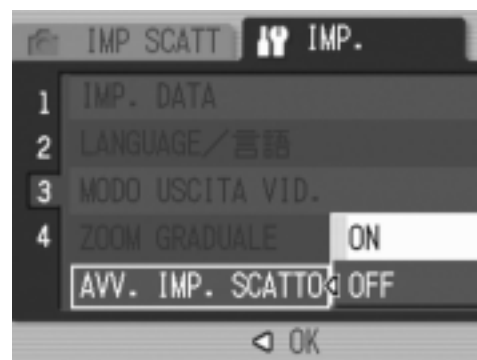 IMP SCATT IMP.
1 IMP. DATA
2 LANGUAGE/言語
3 MODO USCITA VID.
4 ZOOM GRADUALE ON
AVV. IMP. SCATTO OFF
OK